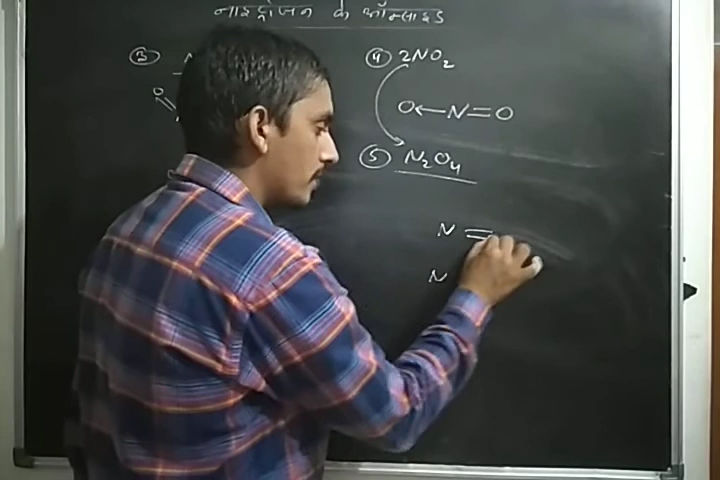 नाइट्रोजन के ऑक्साइड
③
④ 2NO₂
O
O←N=O
⑤ N₂O₄
N=
N